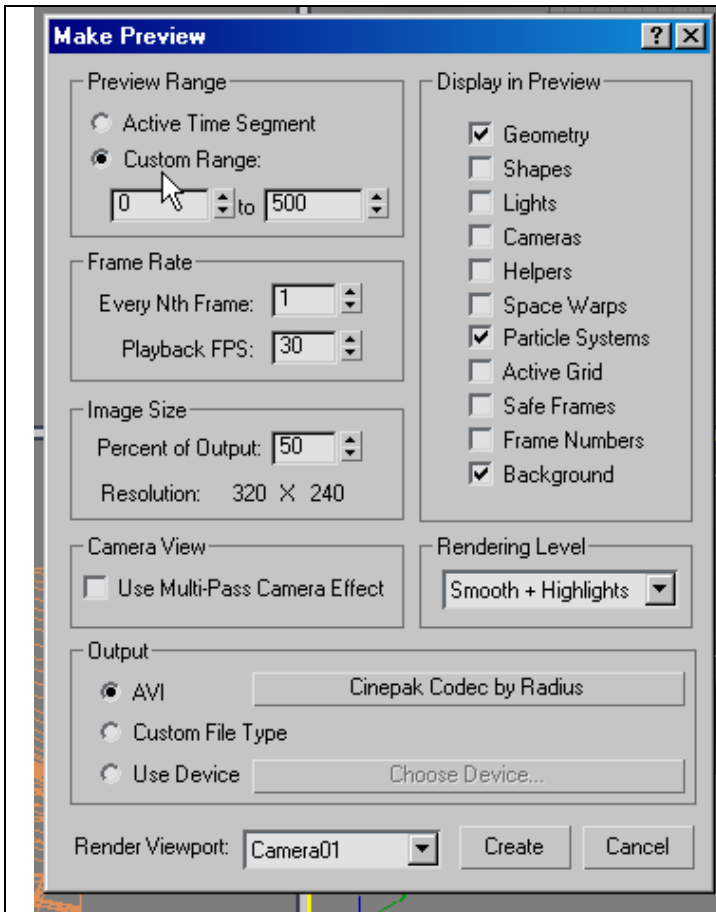 Make Preview
Preview Range
Active Time Segment
Custom Range:
0 to 500
Frame Rate
Every Nth Frame: 1
Playback FPS: 30
Image Size
Percent of Output: 50
Resolution: 320 X 240
Camera View
Use Multi-Pass Camera Effect
Display in Preview
Geometry
Shapes
Lights
Cameras
Helpers
Space Warps
Particle Systems
Active Grid
Safe Frames
Frame Numbers
Background
Rendering Level
Smooth + Highlights
Output
AVI Cinepak Codec by Radius
Custom File Type
Use Device Choose Device...
Render Viewport: Camera01 Create Cancel